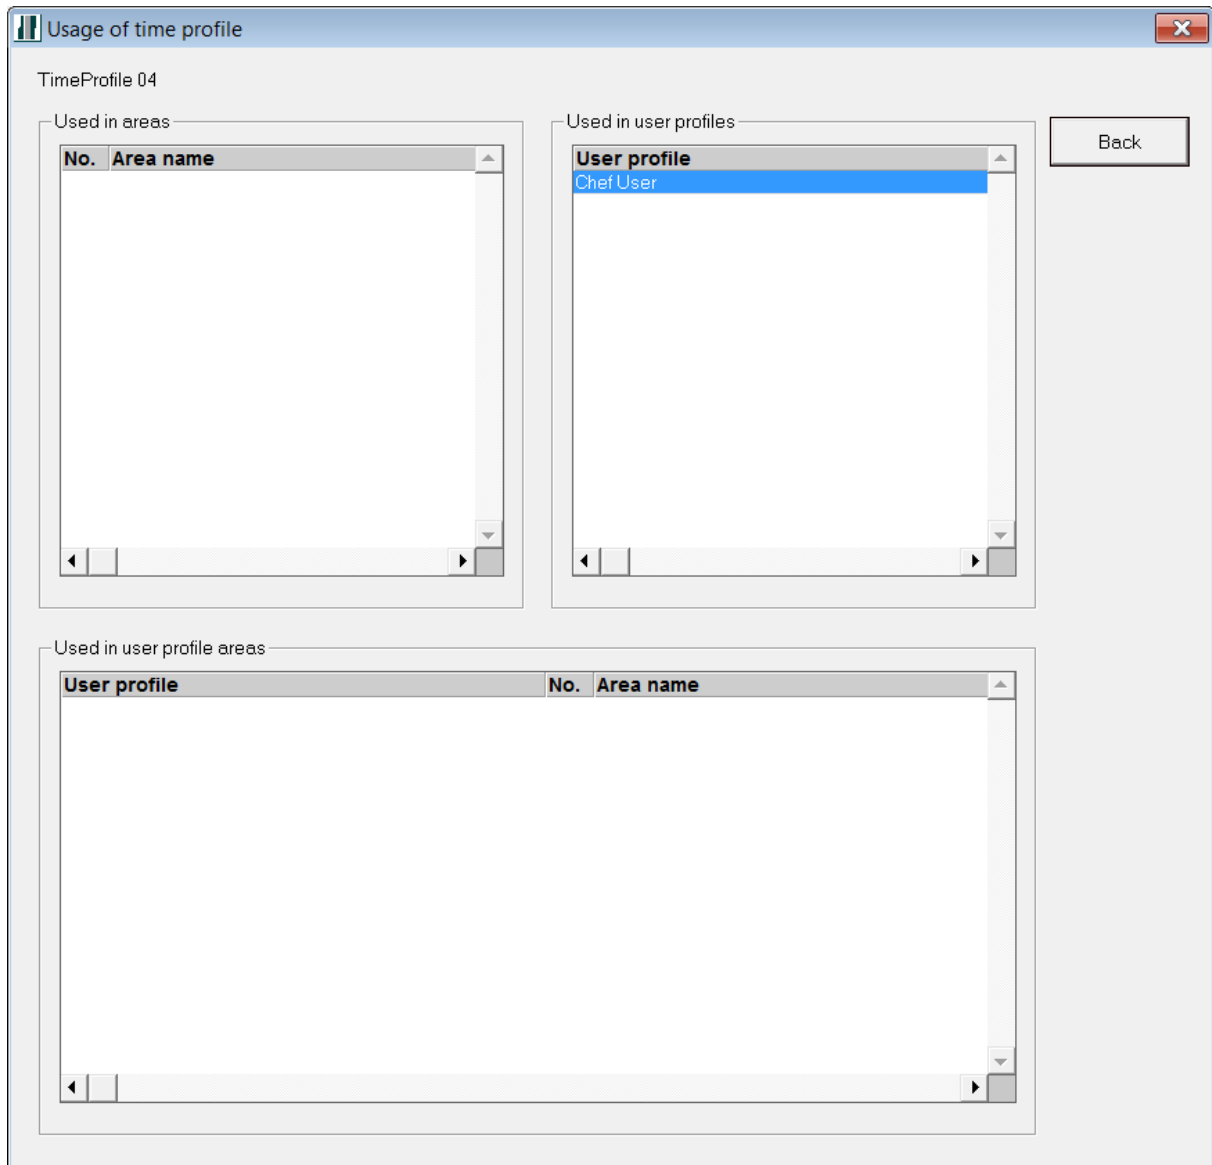 Usage of time profile
TimeProfile 04
Used in areas
No. Area name
Used in user profiles
User profile
Chef User
Back
Used in user profile areas
User profile No. Area name